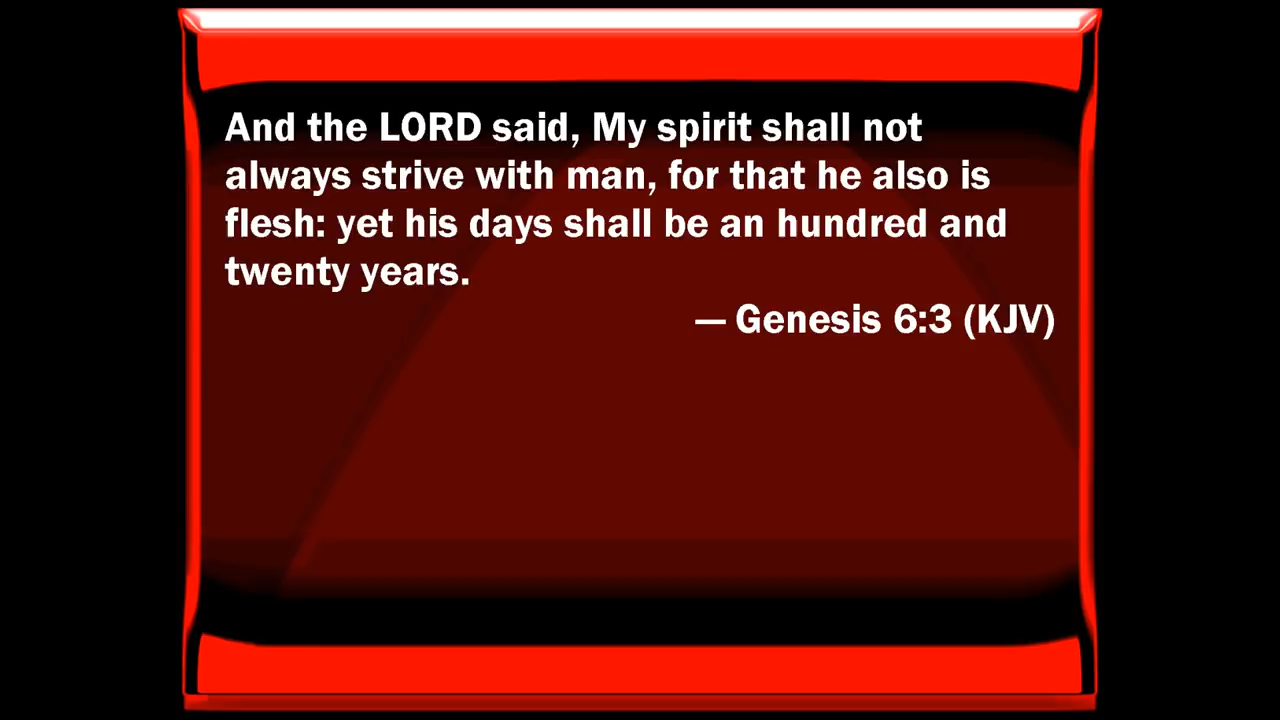 And the LORD said, My spirit shall not
always strive with man, for that he also is
flesh: yet his days shall be an hundred and
twenty years.
— Genesis 6:3 (KJV)